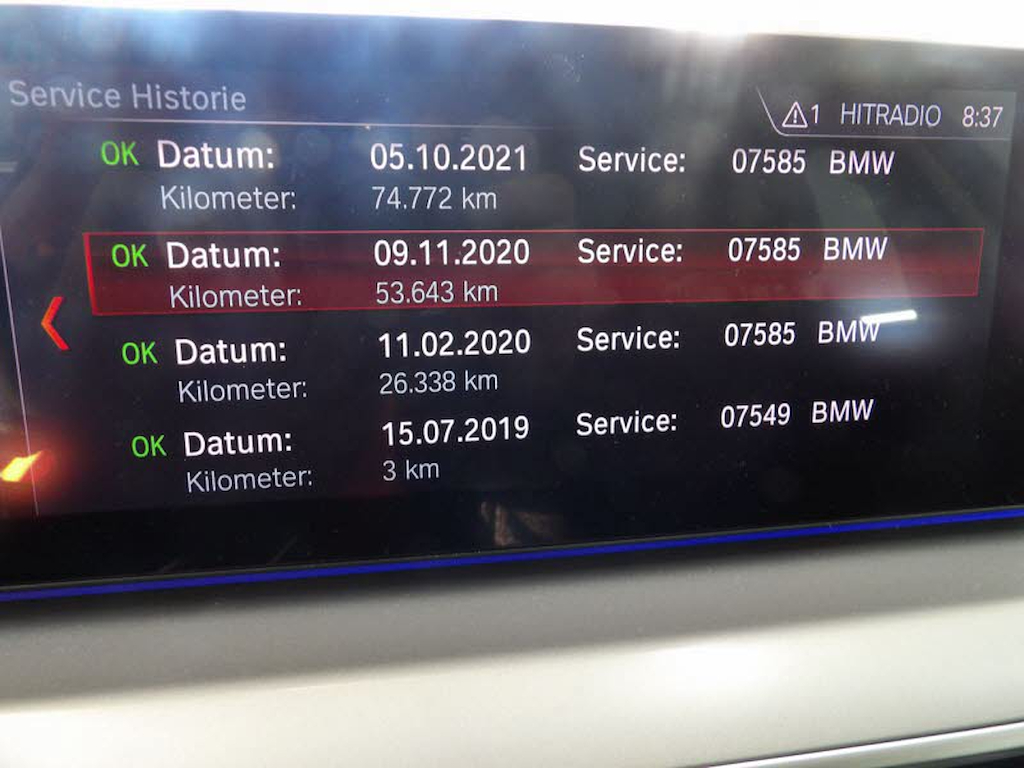 Service Historie
⚠1 HITRADIO 8:37
OK Datum: 05.10.2021 Service: 07585 BMW
Kilometer: 74.772 km
OK Datum: 09.11.2020 Service: 07585 BMW
Kilometer: 53.643 km
OK Datum: 11.02.2020 Service: 07585 BMW
Kilometer: 26.338 km
OK Datum: 15.07.2019 Service: 07549 BMW
Kilometer: 3 km